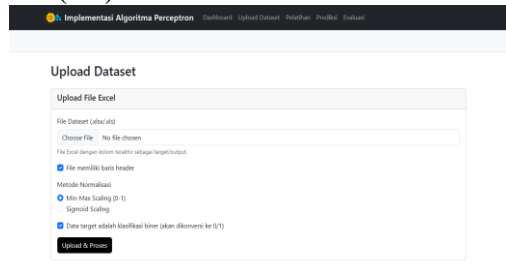 Implementasi Algoritma Perceptron Dashboard Upload Dataset Pelatihan Prediksi Evaluasi
Upload Dataset
Upload File Excel
File Dataset (.xlsx/.xls)
Choose File No file chosen
File Excel dengan kolom terakhir sebagai target/output.
File memiliki baris header
Metode Normalisasi
Min-Max Scaling (0-1)
Sigmoid Scaling
Data target adalah klasifikasi biner (akan dikonversi ke 0/1)
Upload & Proses